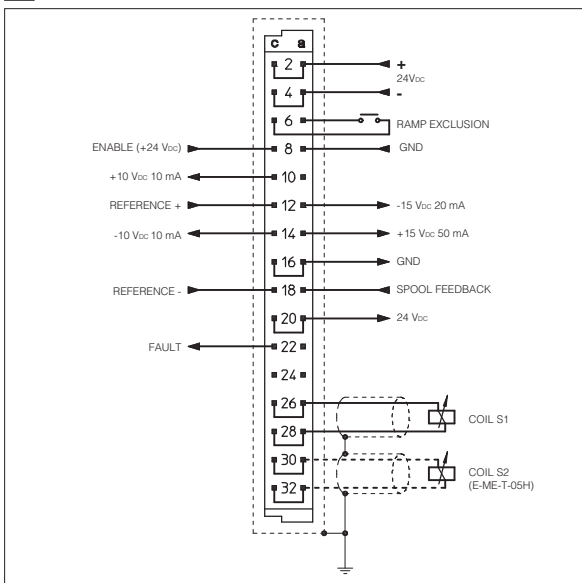 c a
2 +
24VDC
4 -
6 RAMP EXCLUSION
ENABLE (+24 VDC) 8 GND
+10 VDC 10 mA 10
REFERENCE + 12 -15 VDC 20 mA
-10 VDC 10 mA 14 +15 VDC 50 mA
16 GND
REFERENCE - 18 SPOOL FEEDBACK
20 24 VDC
FAULT 22
24
26
COIL S1
28
30
COIL S2
(E-ME-T-05H)
32